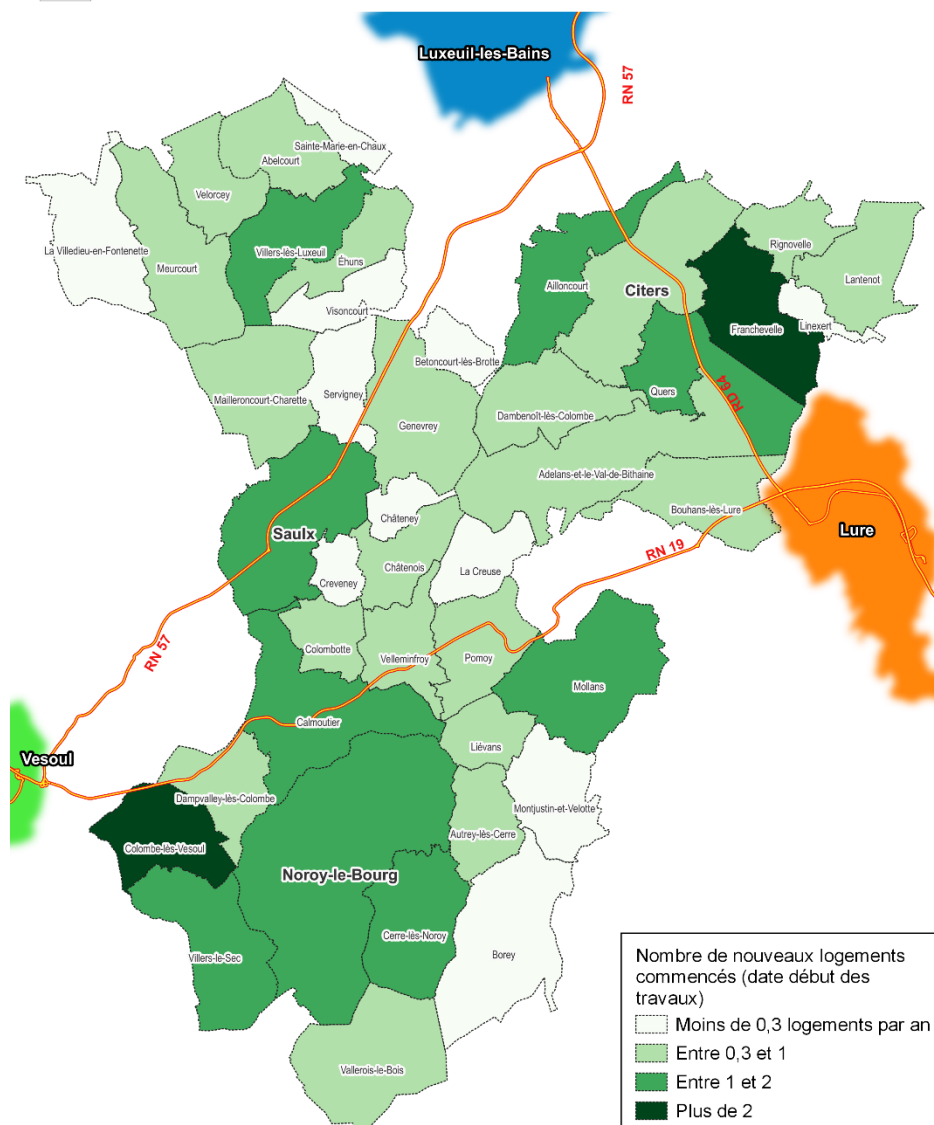 Luxeuil-les-Bains
RN 57
Sainte-Marie-en-Chaux
Abelcourt
Velorcey
La Villedieu-en-Fontenette
Villers-lès-Luxeuil
Éhuns
Meurcourt
Visoncourt
Rignovelle
Lantenot
Ailloncourt
Citers
Linexert
Franchevelle
Betoncourt-lès-Brotte
Servigney
Mailleroncourt-Charette
Quers
RD 64
Dambenoît-lès-Colombe
Genevrey
Adelans-et-le-Val-de-Bithaine
Bouhans-lès-Lure
Châteney
Saulx
Lure
RN 19
Châtenois
La Creuse
Creveney
Colombotte
Velleminfroy
Pomoy
RN 57
Mollans
Calmoutier
Liévans
Vesoul
Dampvalley-lès-Colombe
Montjustin-et-Velotte
Autrey-lès-Cerre
Colombe-lès-Vesoul
Noroy-le-Bourg
Cerre-lès-Noroy
Borey
Villers-le-Sec
Vallerois-le-Bois
Nombre de nouveaux logements
commencés (date début des
travaux)
Moins de 0,3 logements par an
Entre 0,3 et 1
Entre 1 et 2
Plus de 2